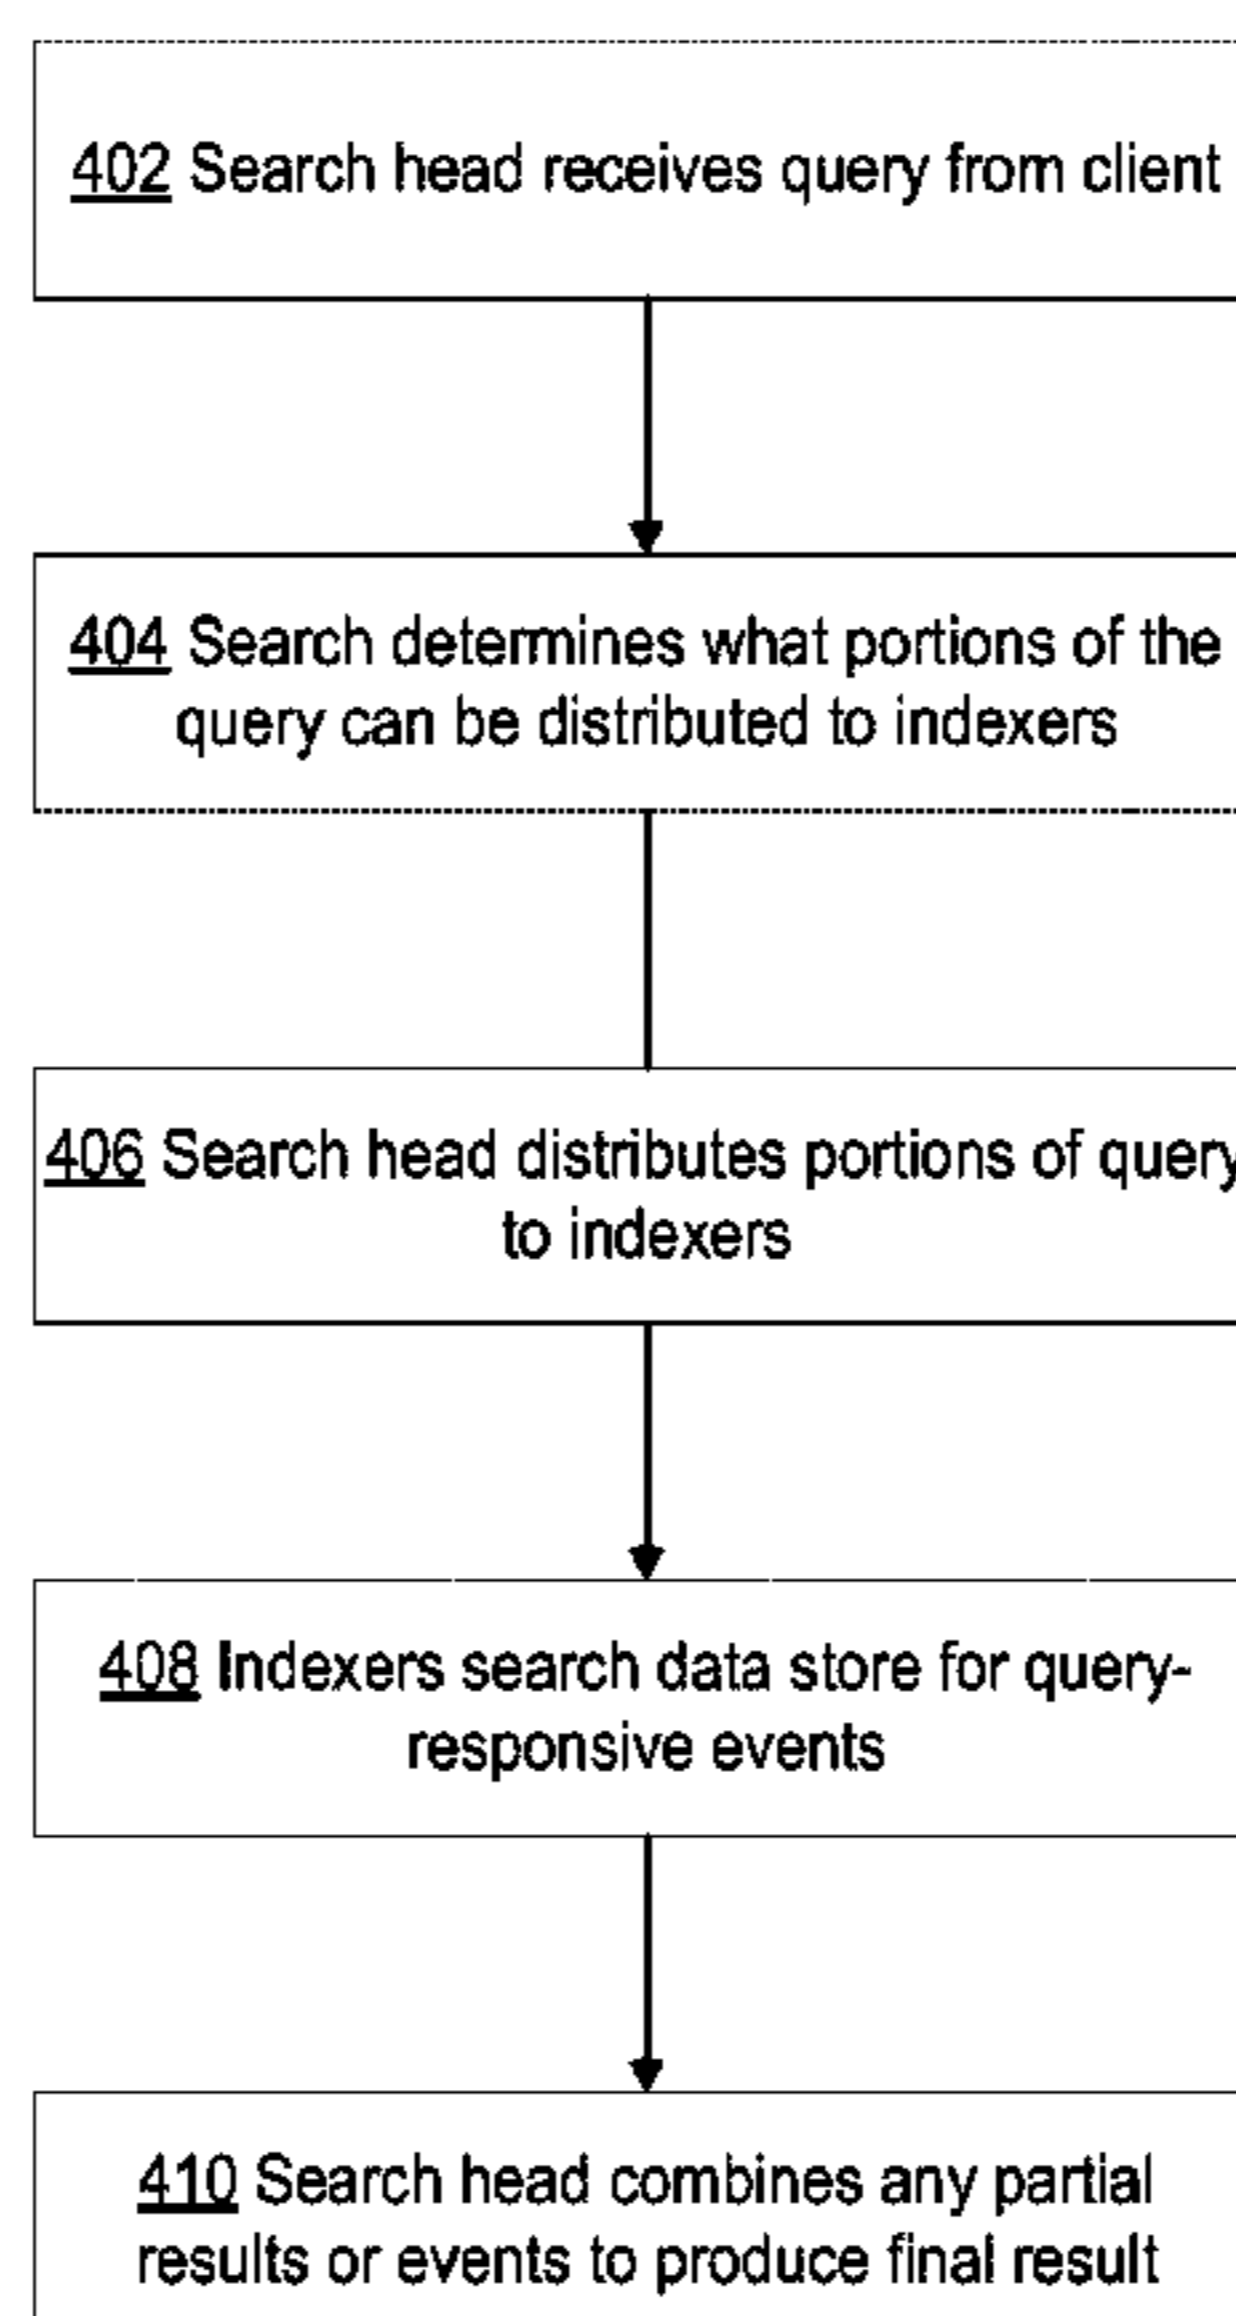 402 Search head receives query from client
404 Search determines what portions of the
query can be distributed to indexers
406 Search head distributes portions of query
to indexers
408 Indexers search data store for query-
responsive events
410 Search head combines any partial
results or events to produce final result